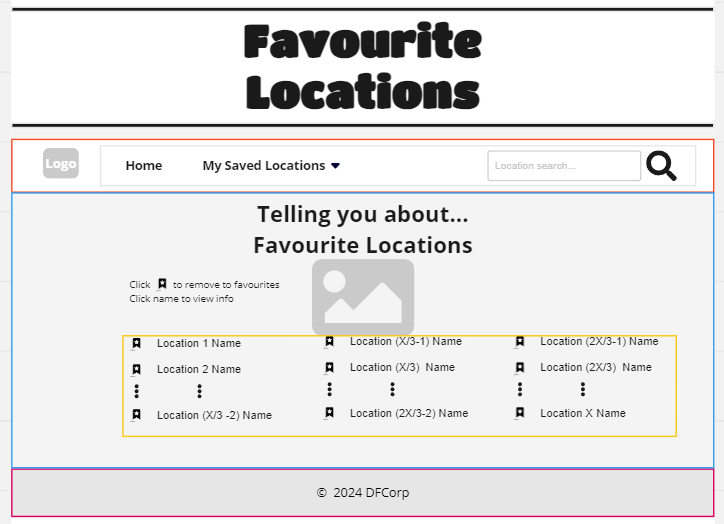 Favourite
Locations
Logo
Home
My Saved Locations
Location search...
Telling you about...
Favourite Locations
Click to remove to favourites
Click name to view info
Location 1 Name
Location 2 Name
Location (X/3 -2) Name
Location (X/3-1) Name
Location (X/3) Name
Location (2X/3-2) Name
Location (2X/3-1) Name
Location (2X/3) Name
Location X Name
© 2024 DFCorp